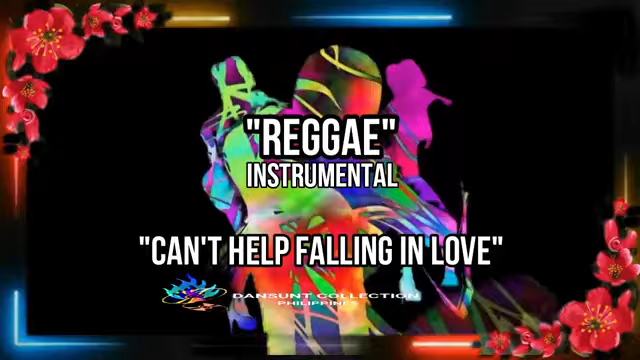 "REGGAE"
INSTRUMENTAL
"CAN'T HELP FALLING IN LOVE"
DANSUNT COLLECTION
PHILIPPINES